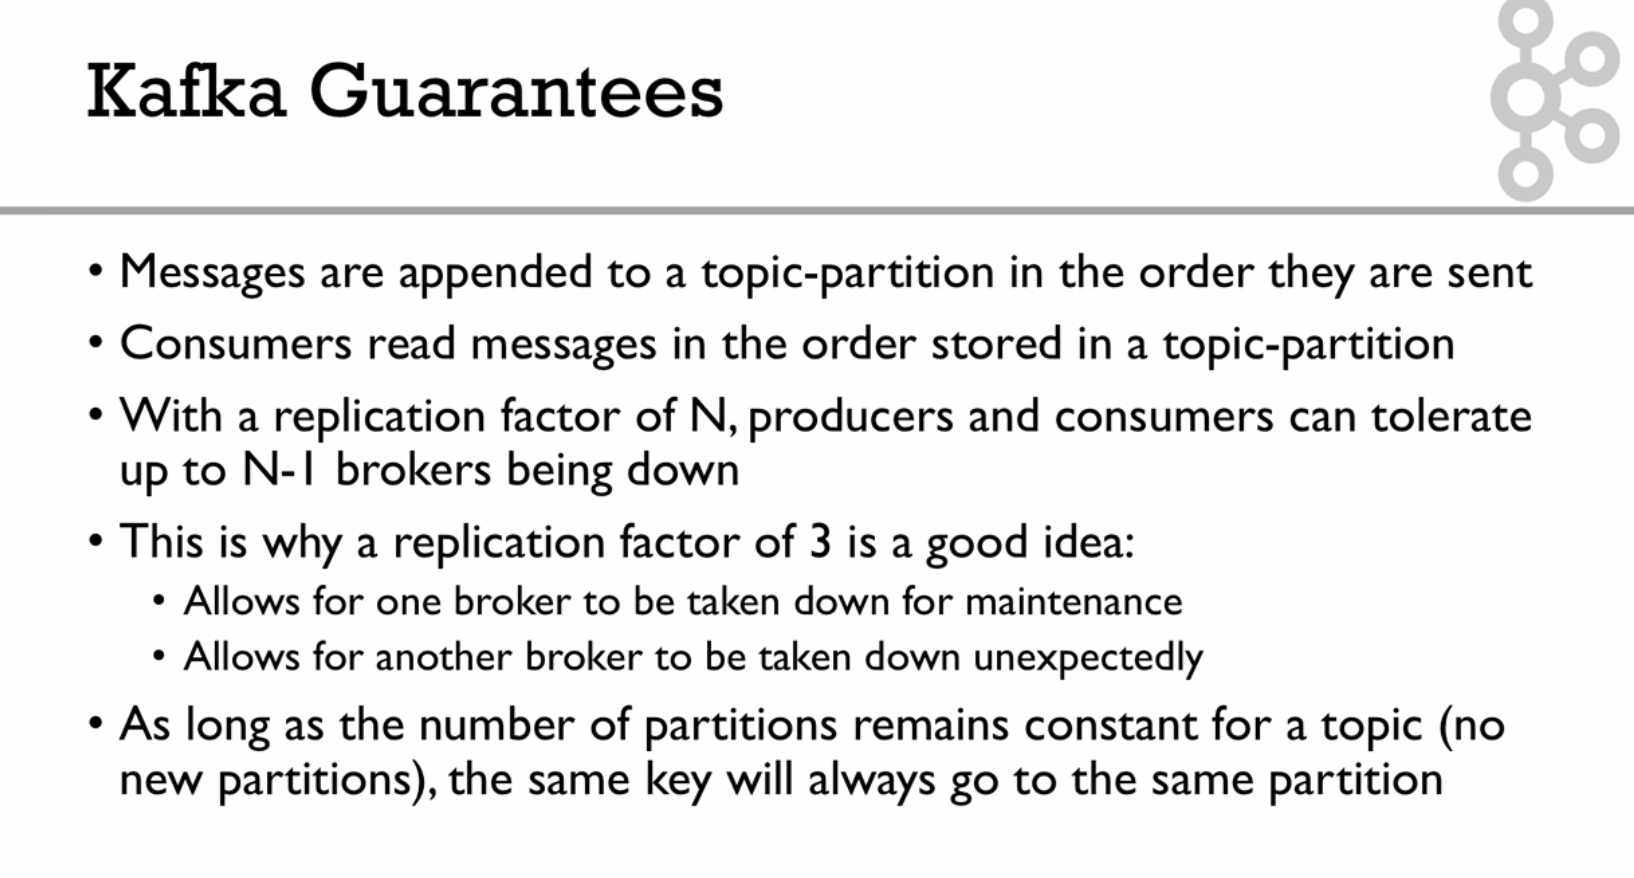 Kafka Guarantees
• Messages are appended to a topic-partition in the order they are sent
• Consumers read messages in the order stored in a topic-partition
• With a replication factor of N, producers and consumers can tolerate
up to N-1 brokers being down
• This is why a replication factor of 3 is a good idea:
• Allows for one broker to be taken down for maintenance
• Allows for another broker to be taken down unexpectedly
• As long as the number of partitions remains constant for a topic (no
new partitions), the same key will always go to the same partition